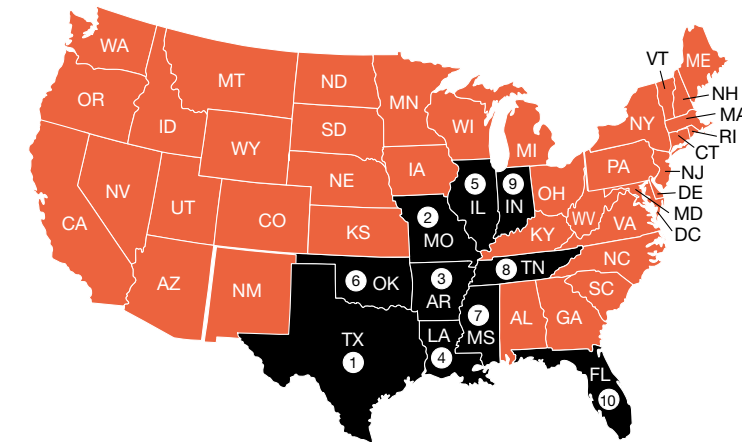 WA
OR
CA
NV
ID
MT
WY
UT
CO
AZ
NM
ND
SD
NE
KS
6 OK
TX
1
MN
IA
2
MO
3
AR
LA
4
WI
5
IL
MI
9
IN
OH
KY
8 TN
7
MS
AL
GA
FL
10
SC
NC
VA
WV
PA
NY
VT
ME
NH
MA
RI
CT
NJ
DE
MD
DC